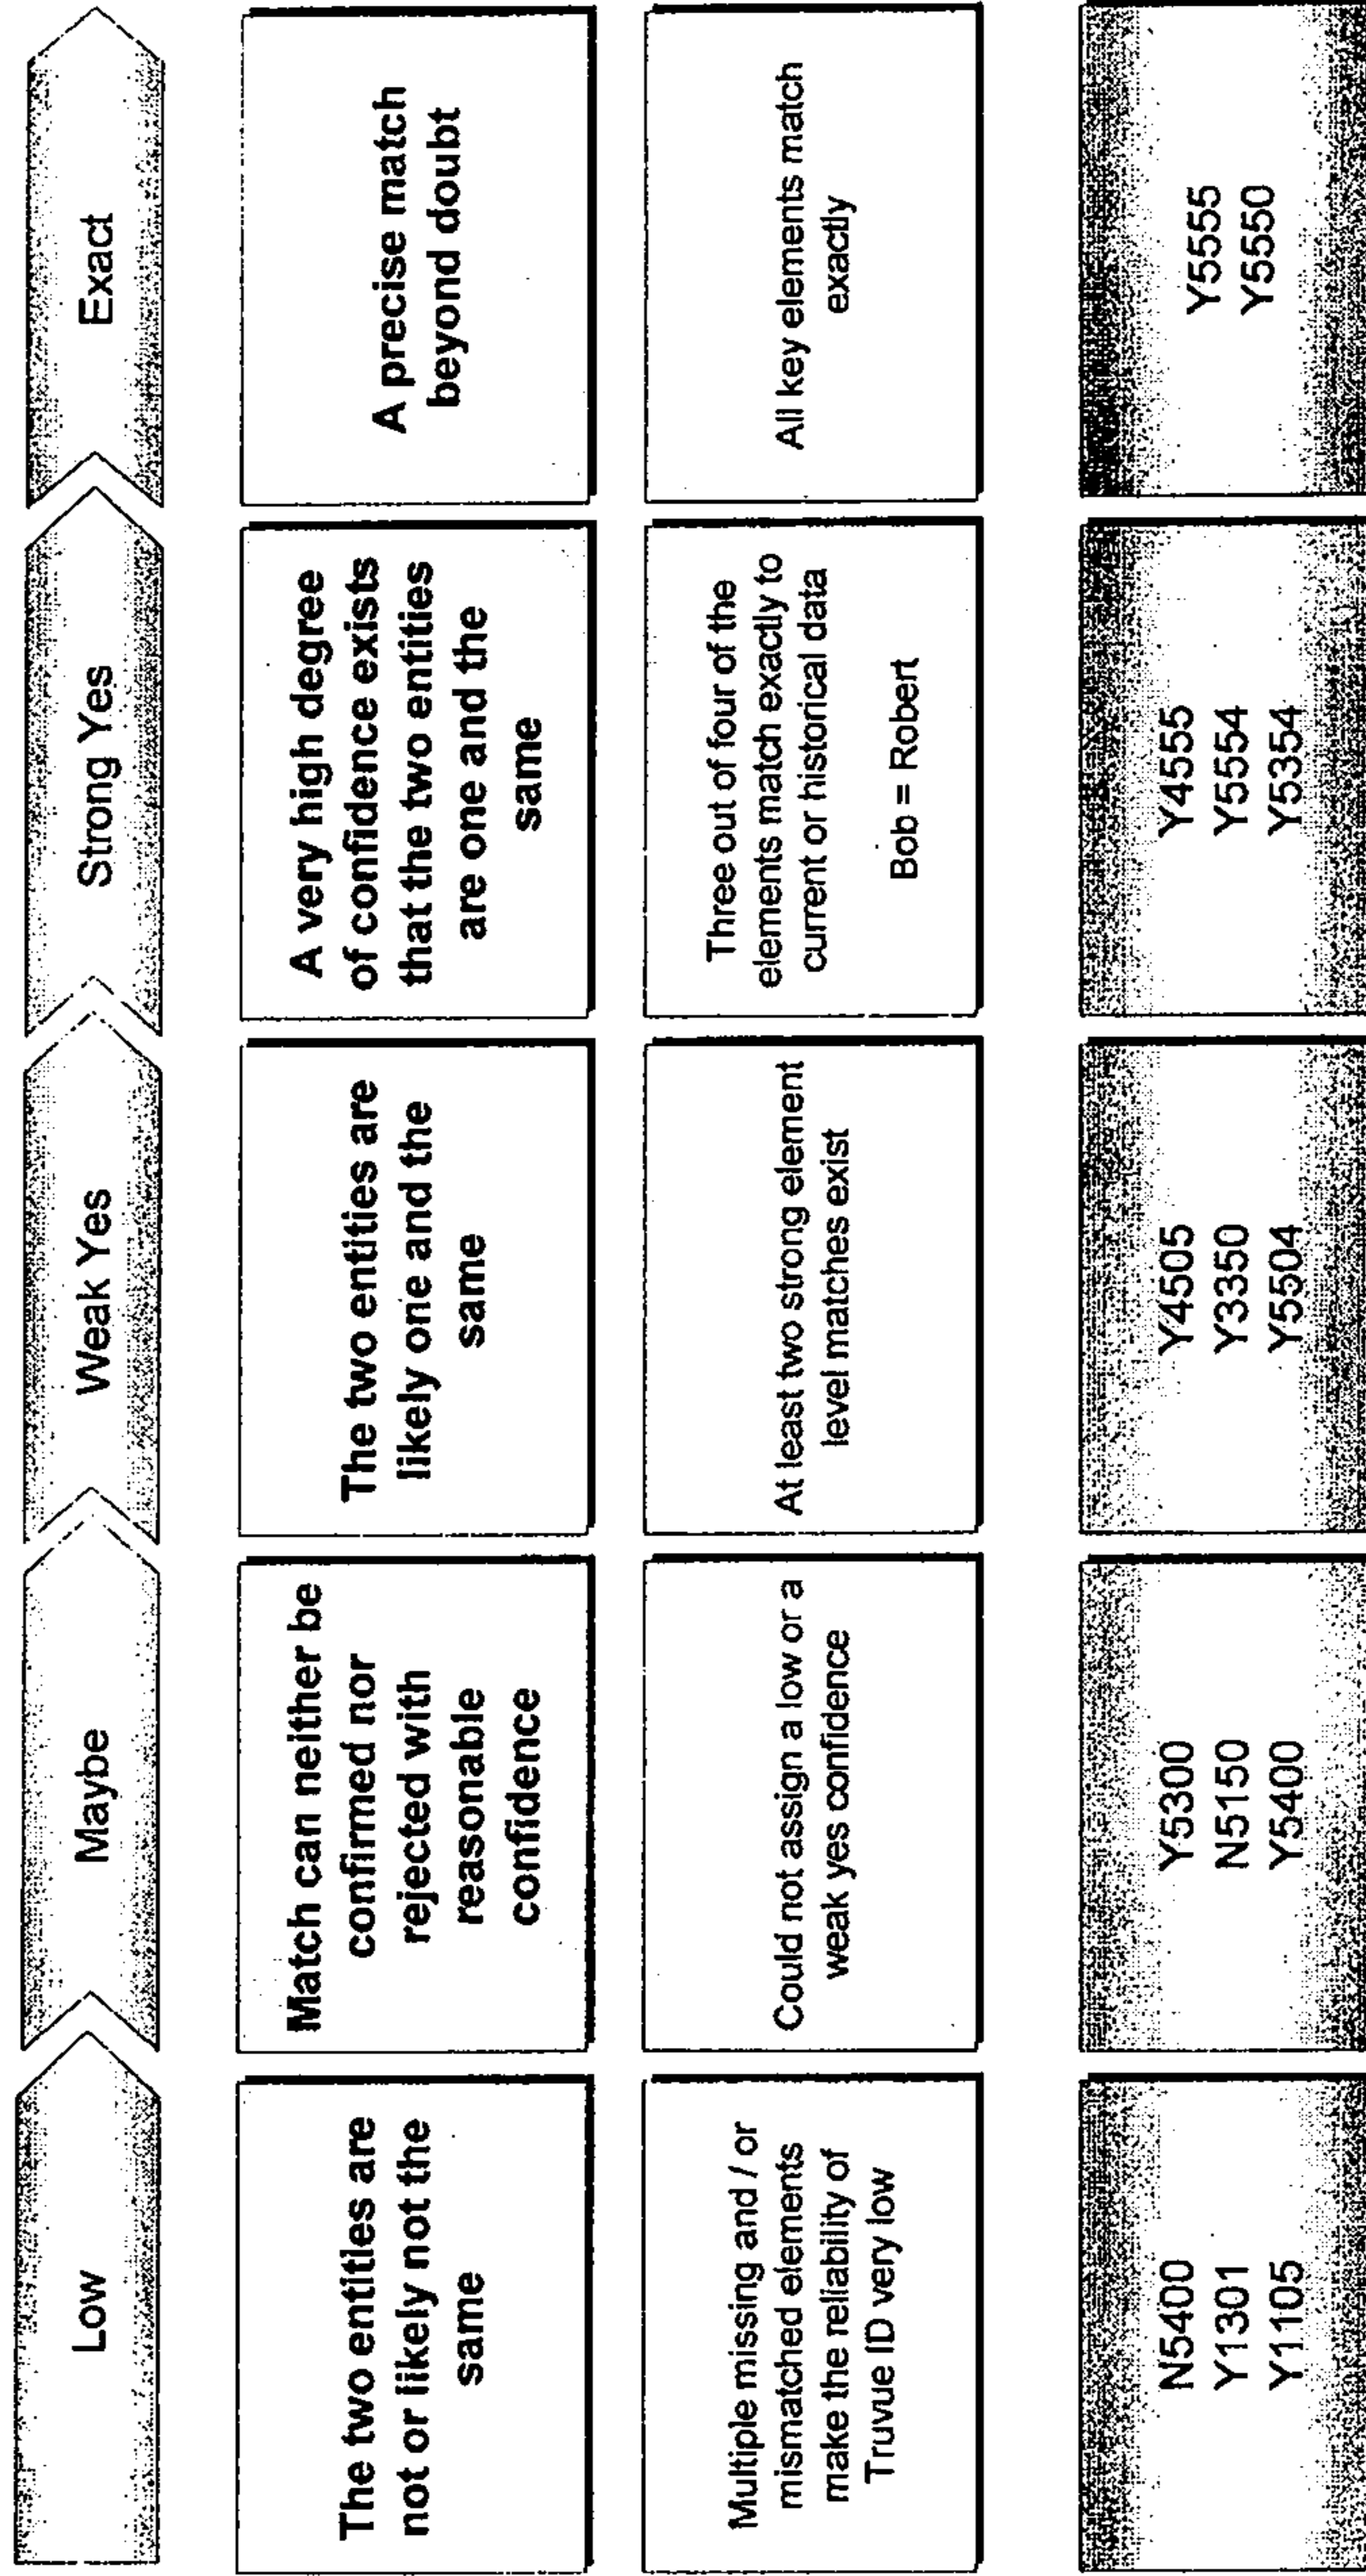 Low
Maybe
Weak Yes
Strong Yes
Exact
The two entities are
not or likely not the
same
Match can neither be
confirmed nor
rejected with
reasonable
confidence
The two entities are
likely one and the
same
A very high degree
of confidence exists
that the two entities
are one and the
same
A precise match
beyond doubt
Multiple missing and / or
mismatched elements
make the reliability of
Truvue ID very low
Could not assign a low or a
weak yes confidence
At least two strong element
level matches exist
Three out of four of the
elements match exactly to
current or historical data
Bob = Robert
All key elements match
exactly
N5400
Y1301
Y1105
Y5300
N5150
Y5400
Y4505
Y3350
Y5504
Y4555
Y5554
Y5354
Y5555
Y5550